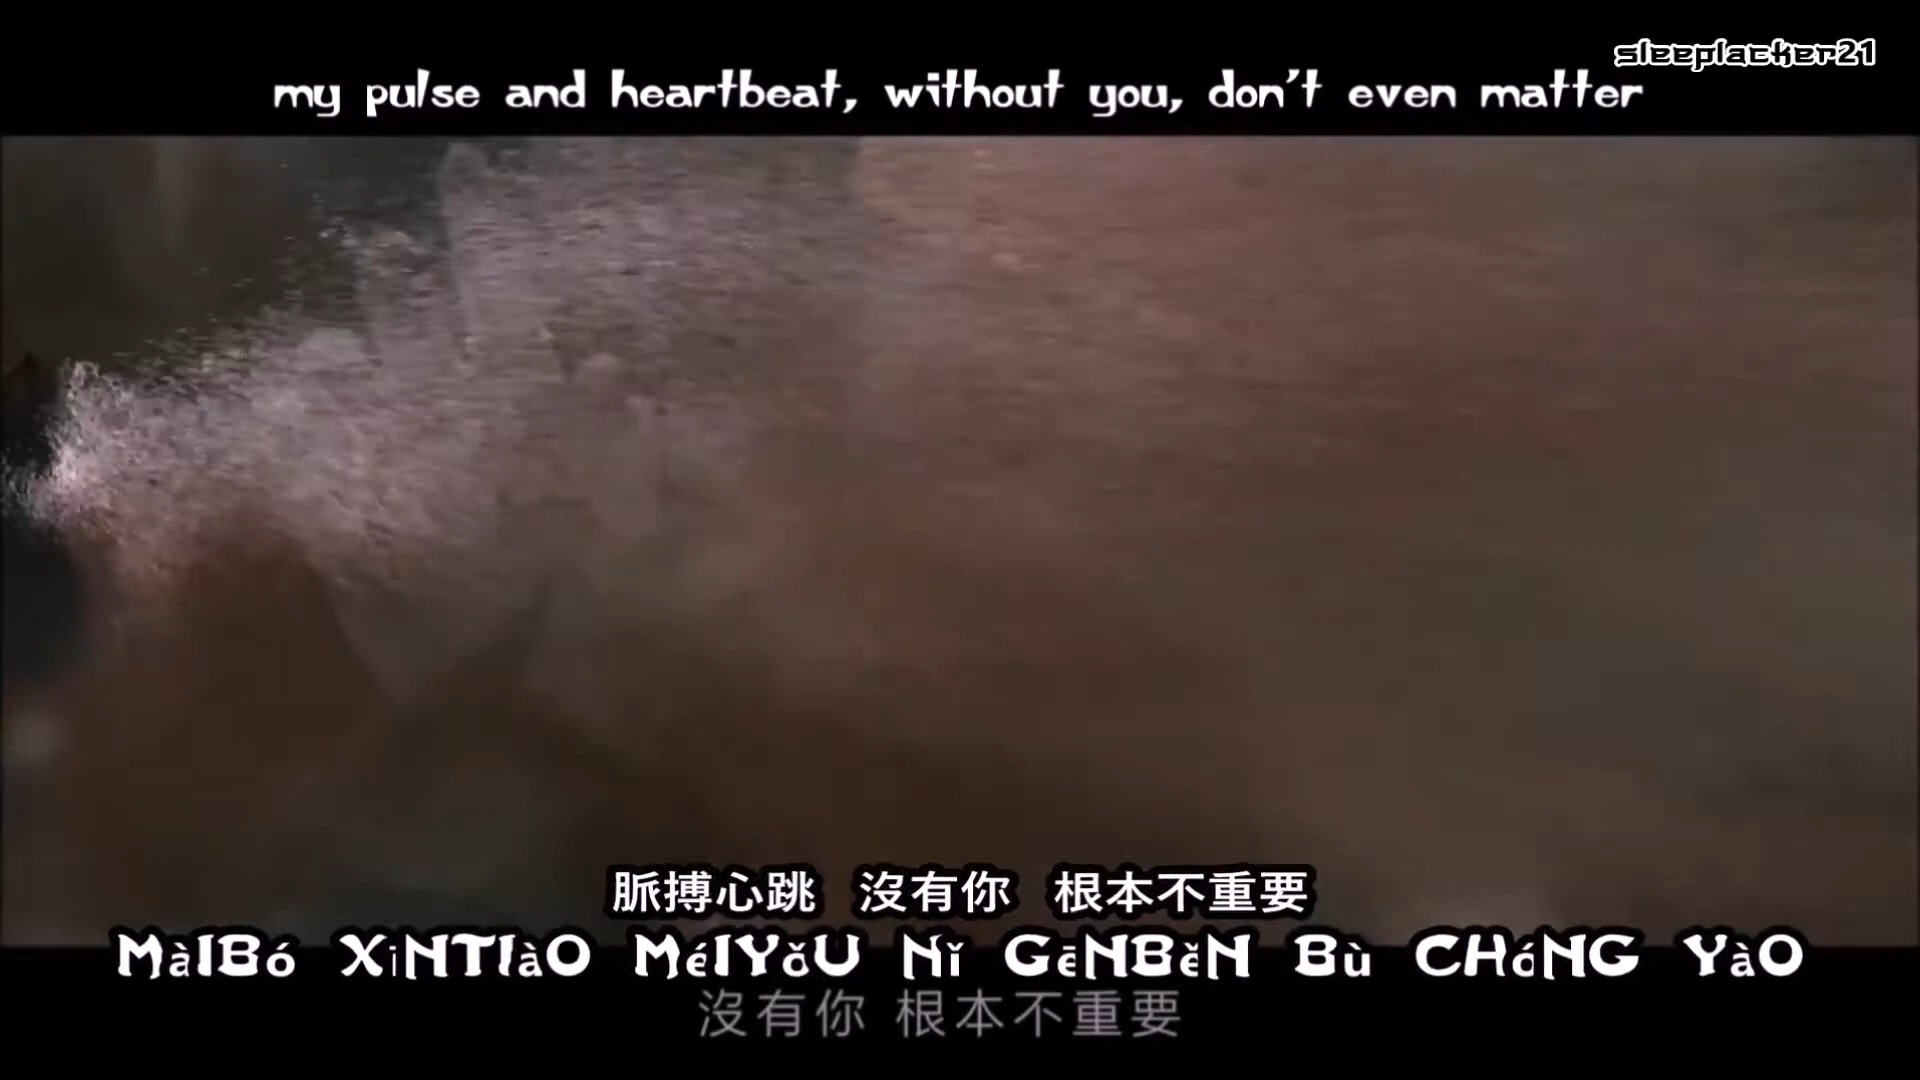 sleeplacker21
my pulse and heartbeat, without you, don't even matter
脈搏心跳 沒有你 根本不重要
MàIBó XiNTIàO MéIYǒU Nǐ GēNBěN Bù CHóNG YàO
沒有你 根本不重要